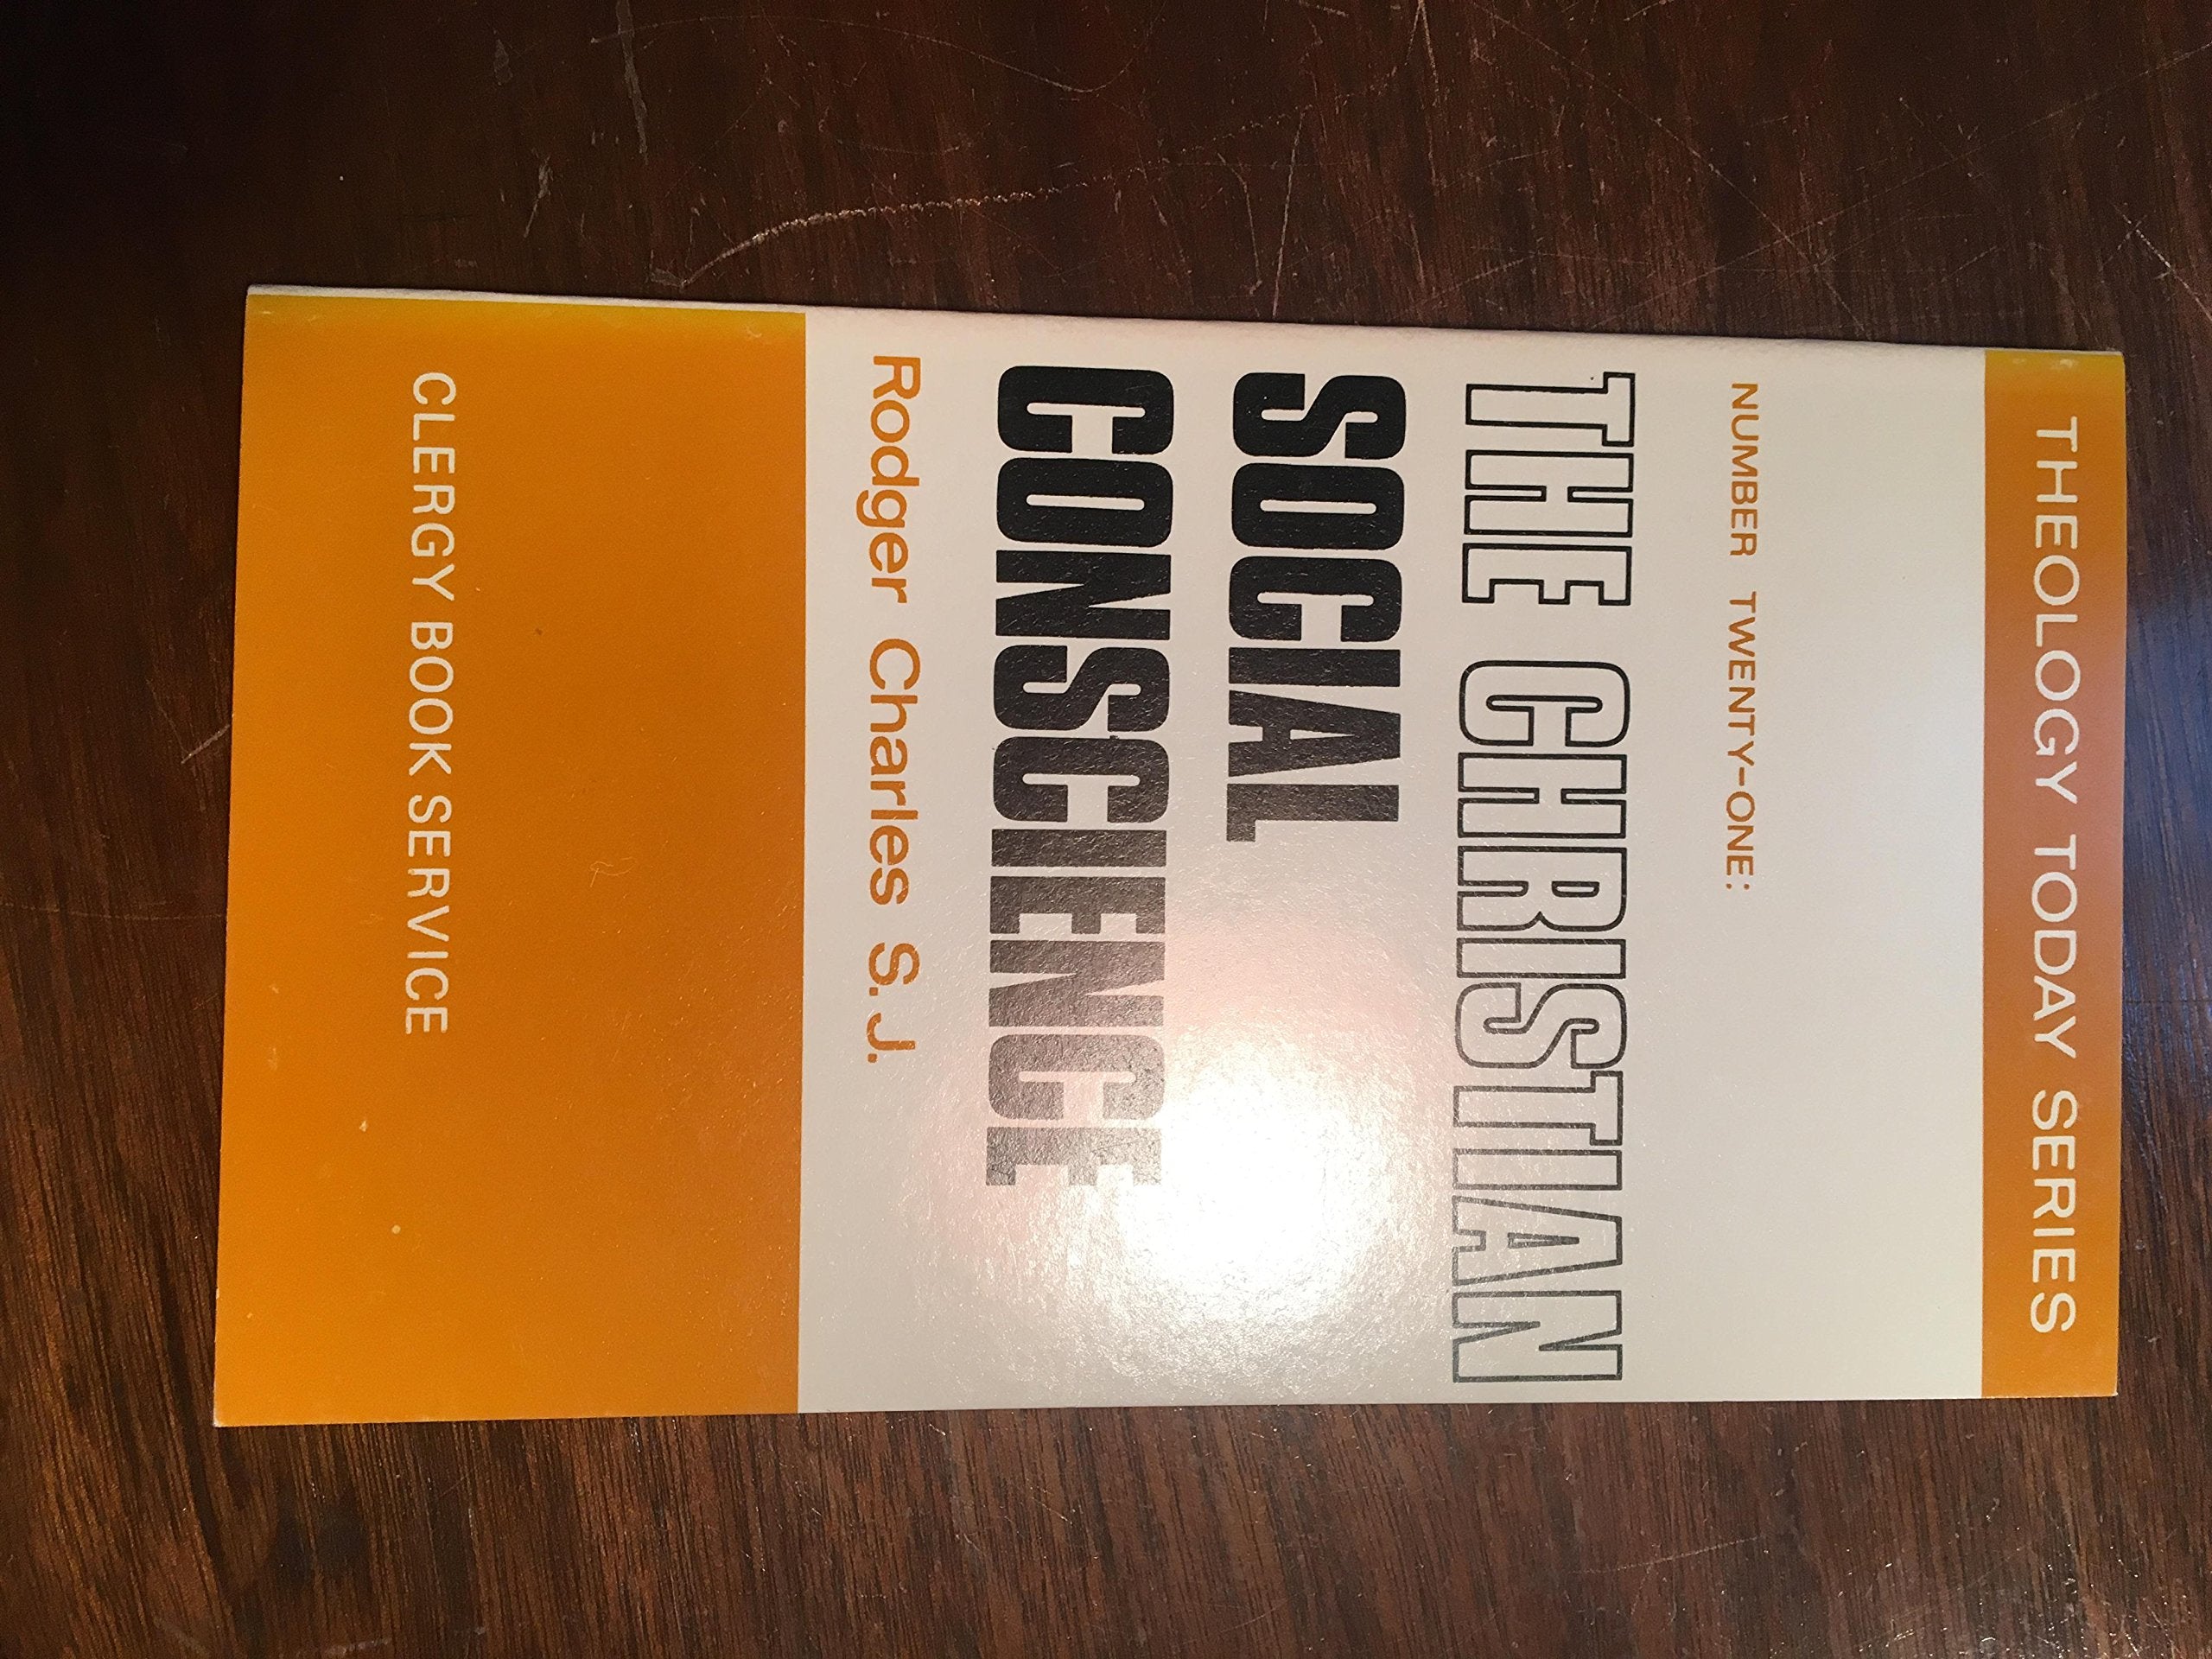 THEOLOGY TODAY SERIES
NUMBER TWENTY-ONE:
THE CHRISTIAN
SOCIAL
CONSCIENCE
Rodger Charles S.J.
CLERGY BOOK SERVICE